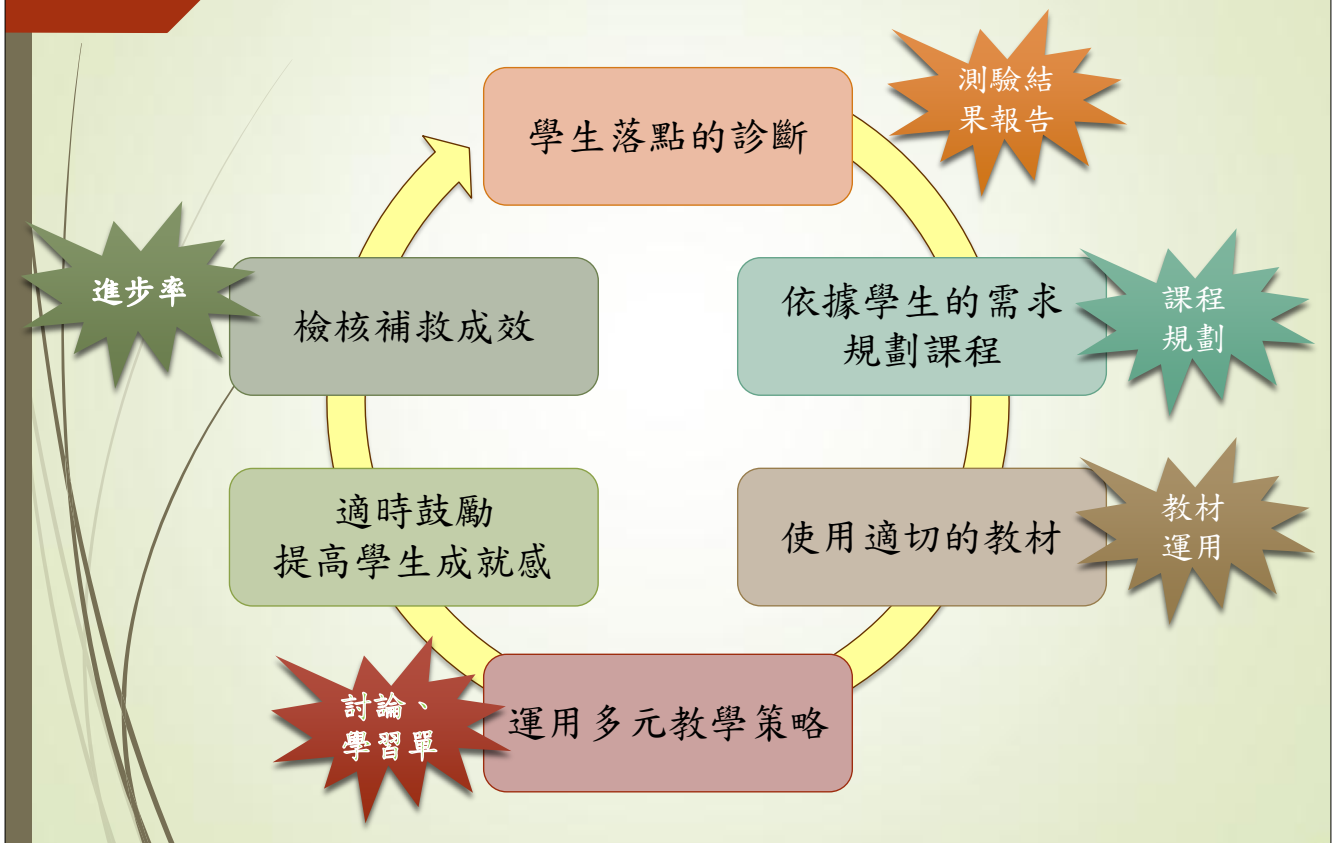 學生落點的診斷
測驗結
果報告
依據學生的需求
規劃課程
課程
規劃
使用適切的教材
教材
運用
運用多元教學策略
討論、
學習單
適時鼓勵
提高學生成就感
檢核補救成效
進步率